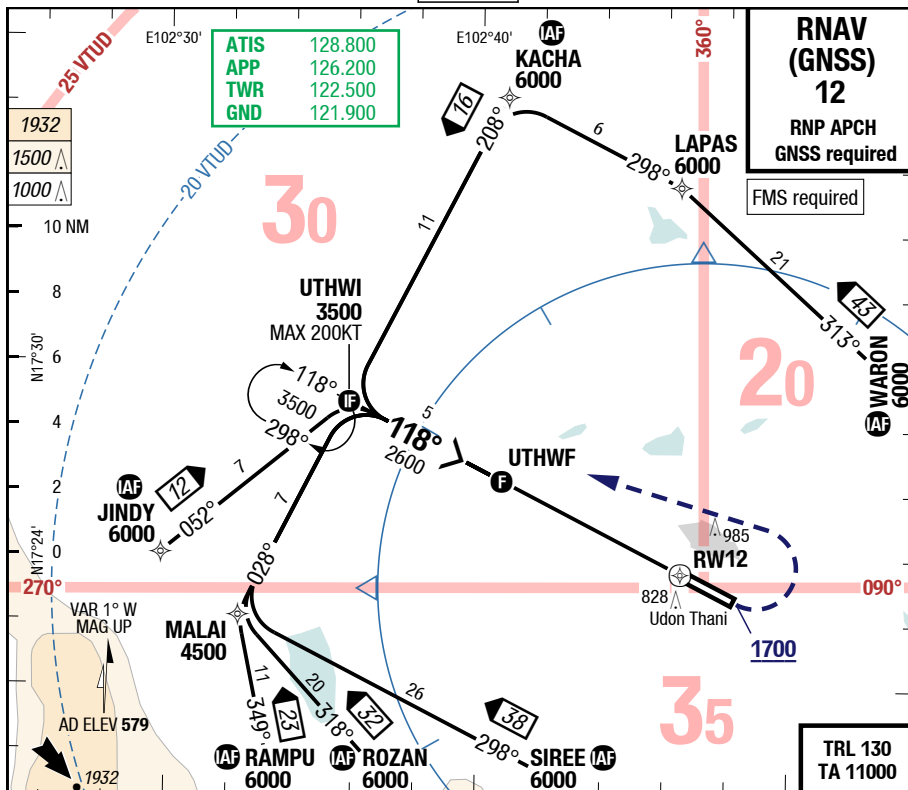 E102°30'
E102°40'
360°
25 VTUD
20 VTUD
ATIS 128.800
APP 126.200
TWR 122.500
GND 121.900
IAF
KACHA
6000
RNAV
(GNSS)
12
RNP APCH
GNSS required
FMS required
1932
1500
1000
16
208°
6
298°
LAPAS
6000
10 NM
8
6
4
2
0
N17°30'
N17°24'
30
11
21
43
313°
WARON
6000
IAF
20
UTHWI
3500
MAX 200KT
118°
3500
298°
IF
5
118°
2600
UTHWF
F
7
12
052°
IAF
JINDY
6000
7
028°
985
RW12
828
Udon Thani
1700
270°
090°
VAR 1° W
MAG UP
MALAI
4500
AD ELEV 579
1932
11
349°
23
20
318°
32
26
298°
38
35
IAF RAMPU
6000
IAF ROZAN
6000
SIREE IAF
6000
TRL 130
TA 11000